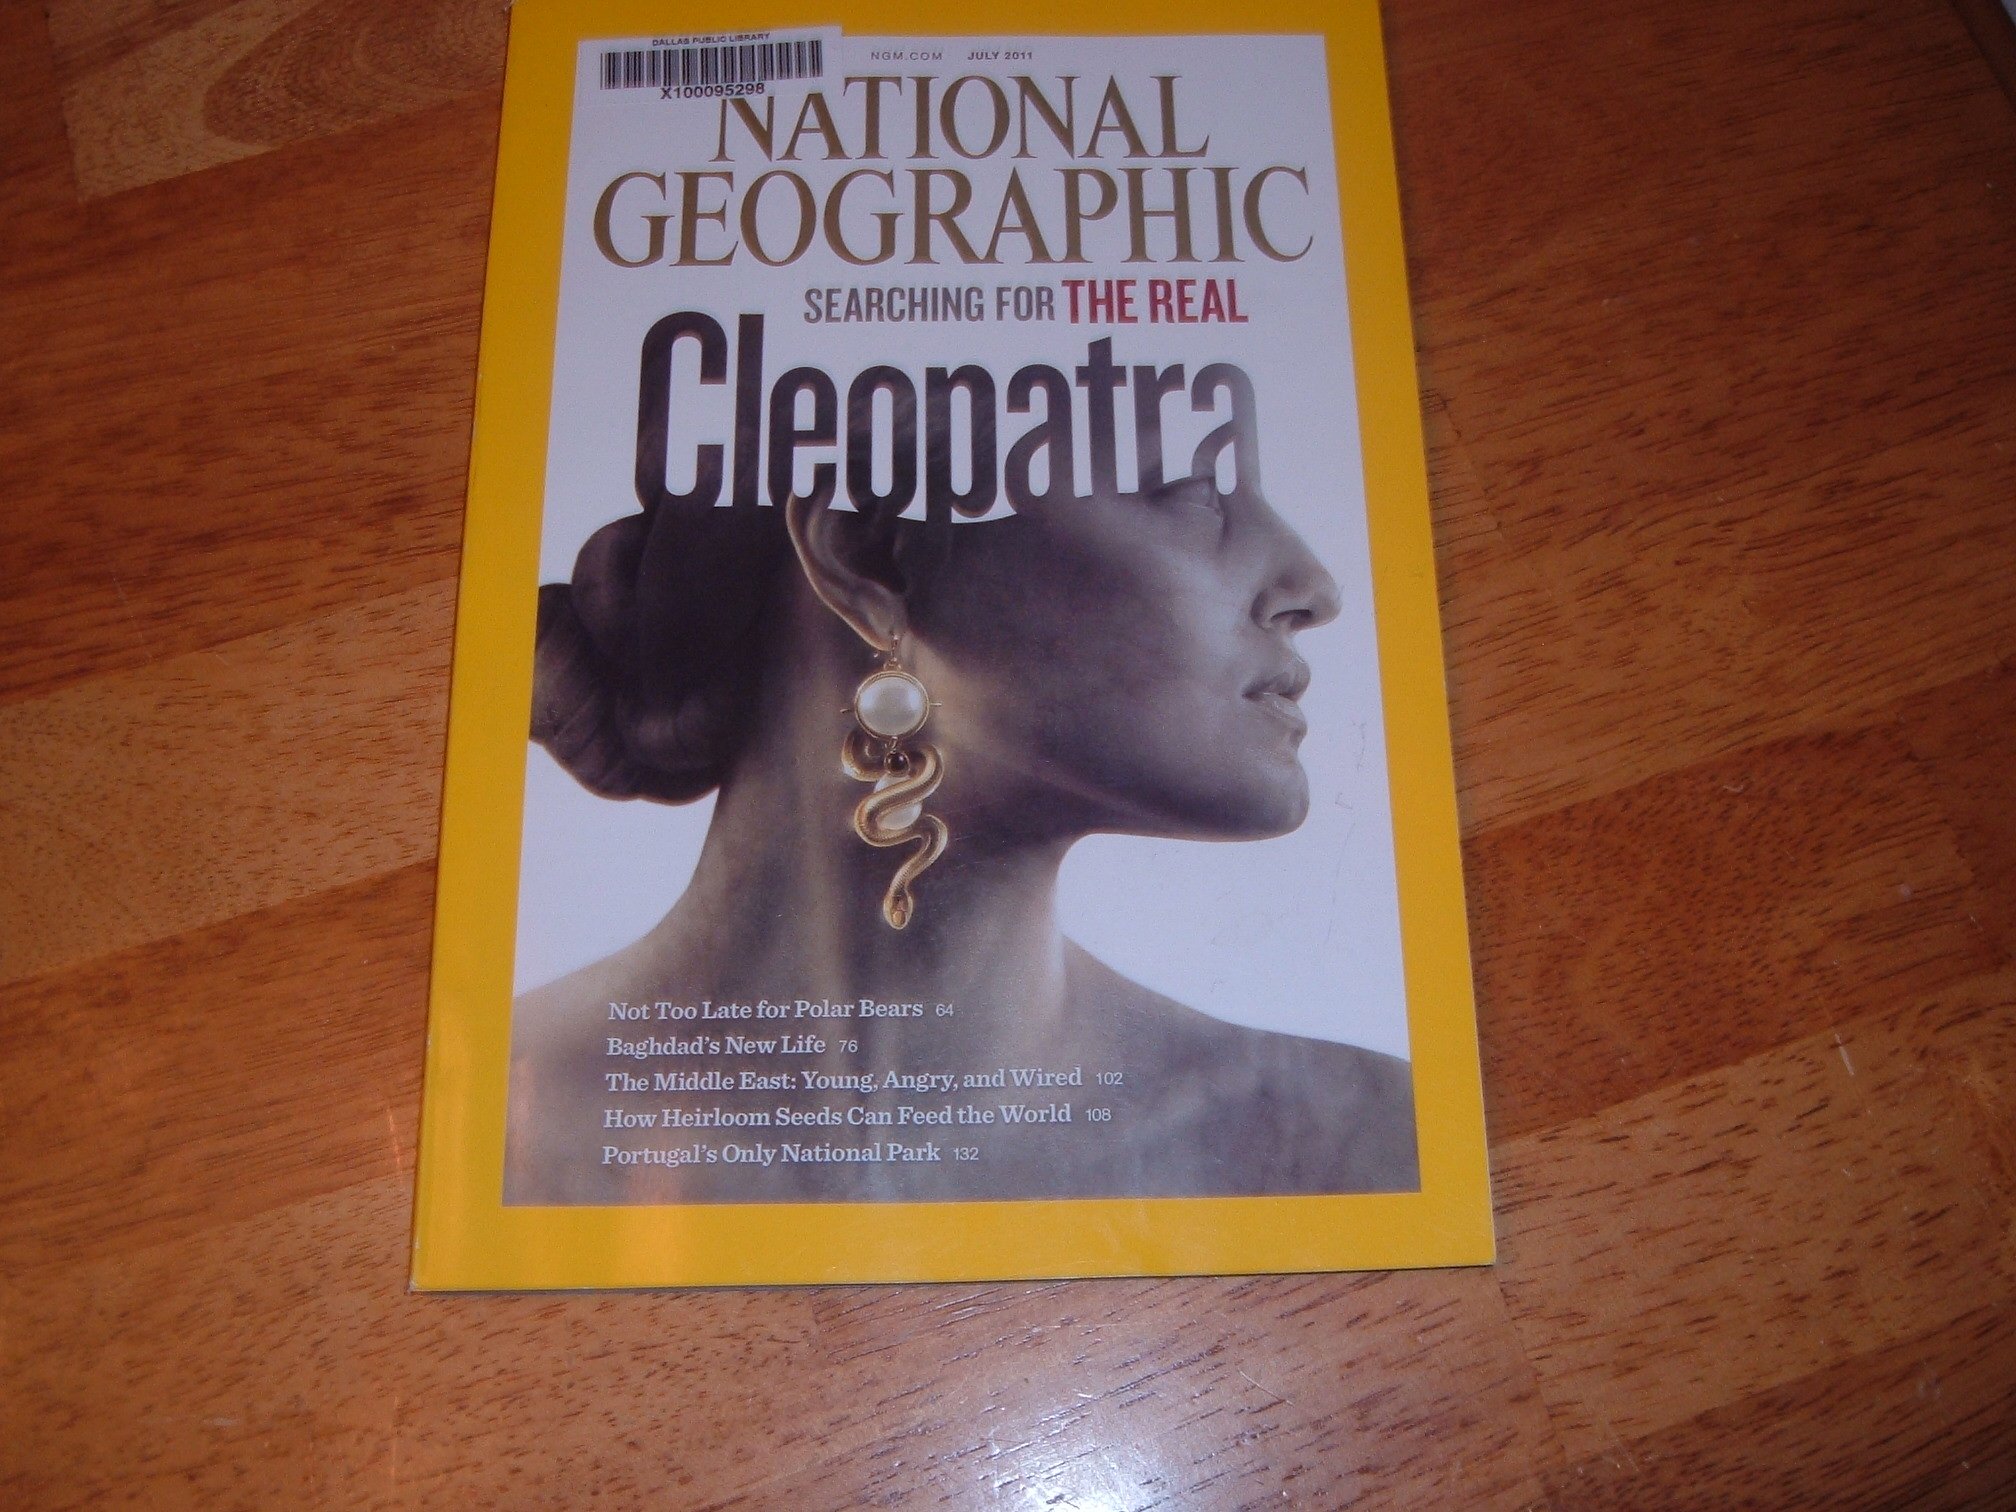 DALLAS PUBLIC LIBRARY
X100095298
NGM.COM JULY 2011
NATIONAL
GEOGRAPHIC
SEARCHING FOR THE REAL
Cleopatra
Not Too Late for Polar Bears 64
Baghdad's New Life 76
The Middle East: Young, Angry, and Wired 102
How Heirloom Seeds Can Feed the World 108
Portugal's Only National Park 132